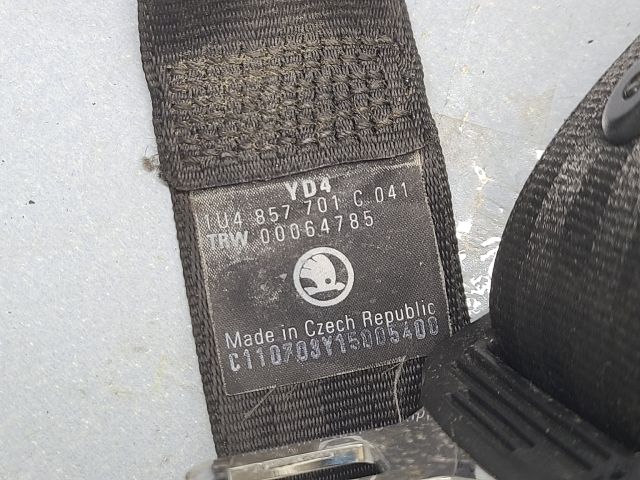 YD4
1U4 857 701 C 041
TRW 00064785
Made in Czech Republic
C110703Y15005400